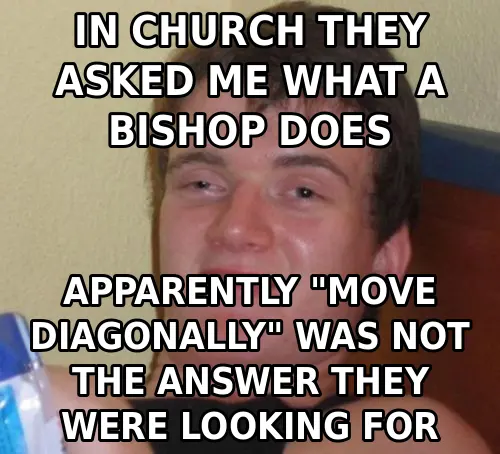 IN CHURCH THEY
ASKED ME WHAT A
BISHOP DOES
APPARENTLY "MOVE
DIAGONALLY" WAS NOT
THE ANSWER THEY
WERE LOOKING FOR